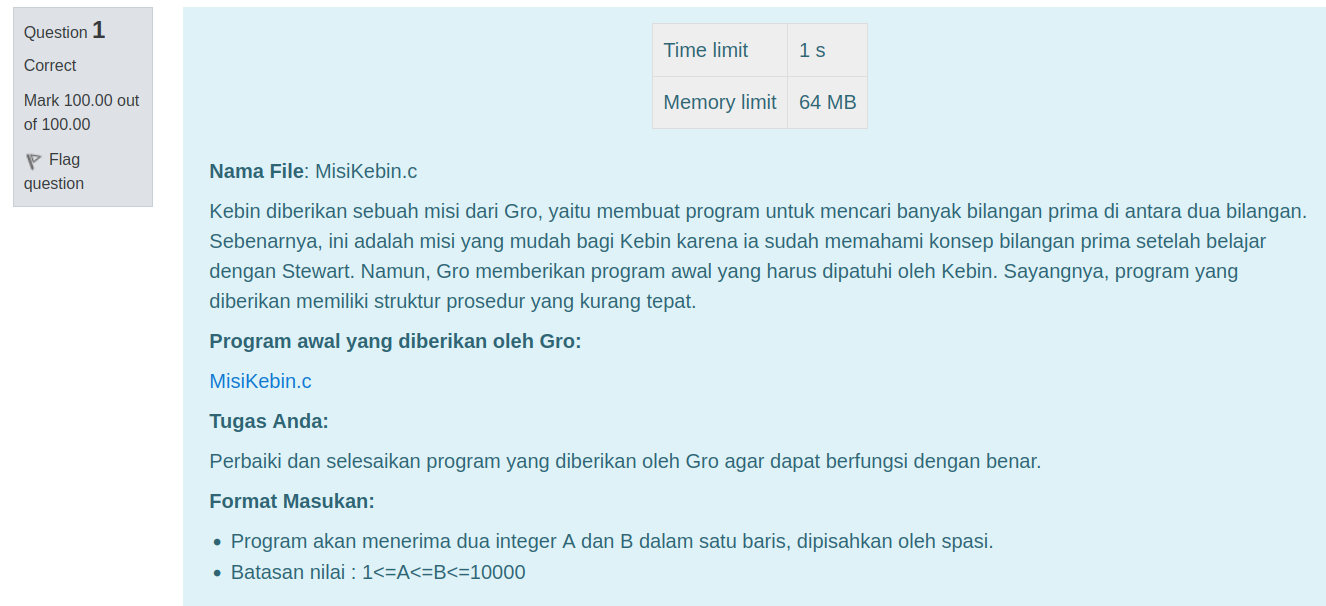 Question 1
Correct
Mark 100.00 out
of 100.00
Flag
question
Time limit 1 s
Memory limit 64 MB
Nama File: MisiKebin.c
Kebin diberikan sebuah misi dari Gro, yaitu membuat program untuk mencari banyak bilangan prima di antara dua bilangan.
Sebenarnya, ini adalah misi yang mudah bagi Kebin karena ia sudah memahami konsep bilangan prima setelah belajar
dengan Stewart. Namun, Gro memberikan program awal yang harus dipatuhi oleh Kebin. Sayangnya, program yang
diberikan memiliki struktur prosedur yang kurang tepat.
Program awal yang diberikan oleh Gro:
MisiKebin.c
Tugas Anda:
Perbaiki dan selesaikan program yang diberikan oleh Gro agar dapat berfungsi dengan benar.
Format Masukan:
• Program akan menerima dua integer A dan B dalam satu baris, dipisahkan oleh spasi.
• Batasan nilai : 1<=A<=B<=10000